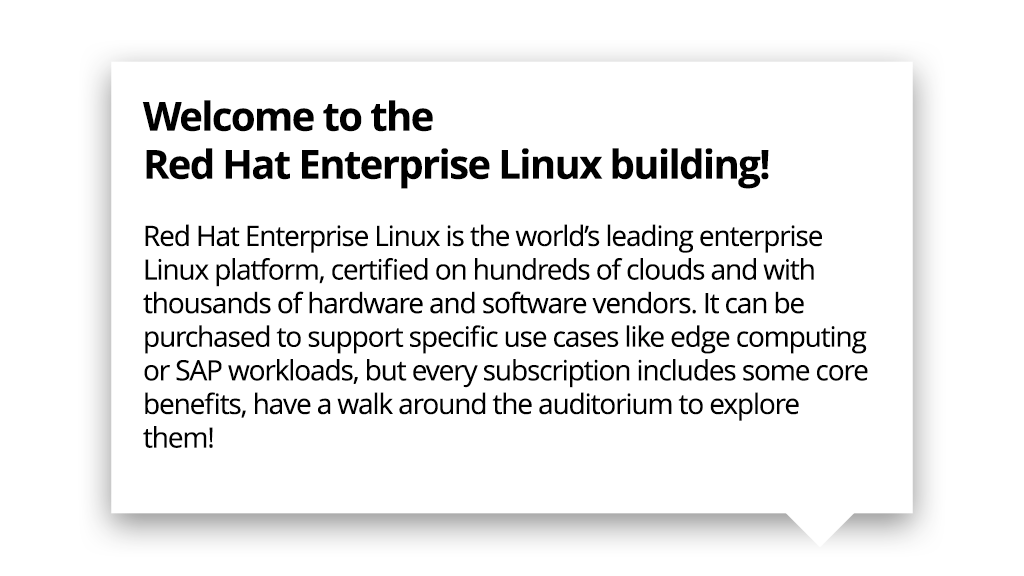 Welcome to the
Red Hat Enterprise Linux building!
Red Hat Enterprise Linux is the world’s leading enterprise
Linux platform, certified on hundreds of clouds and with
thousands of hardware and software vendors. It can be
purchased to support specific use cases like edge computing
or SAP workloads, but every subscription includes some core
benefits, have a walk around the auditorium to explore
them!